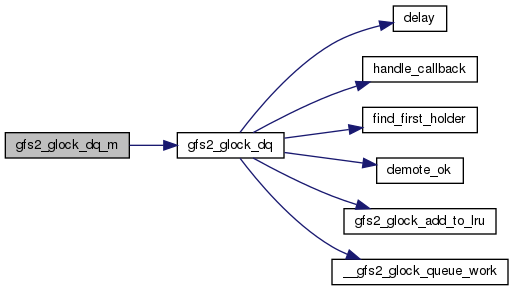 gfs2_glock_dq_m
gfs2_glock_dq
delay
handle_callback
find_first_holder
demote_ok
gfs2_glock_add_to_lru
__gfs2_glock_queue_work